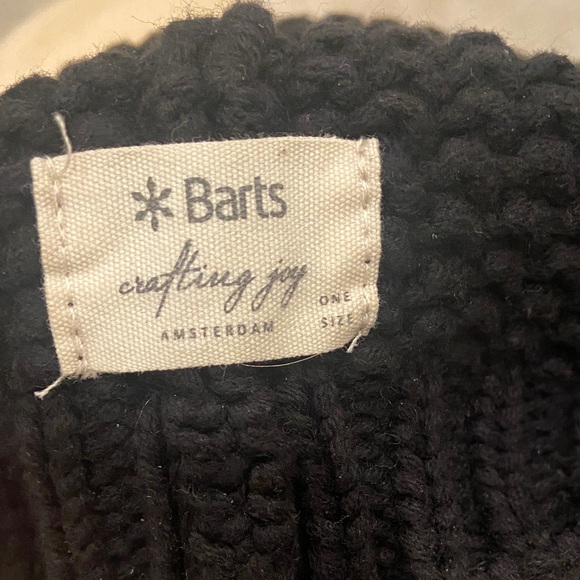 Barts
crafting joy
AMSTERDAM
ONE
SIZE